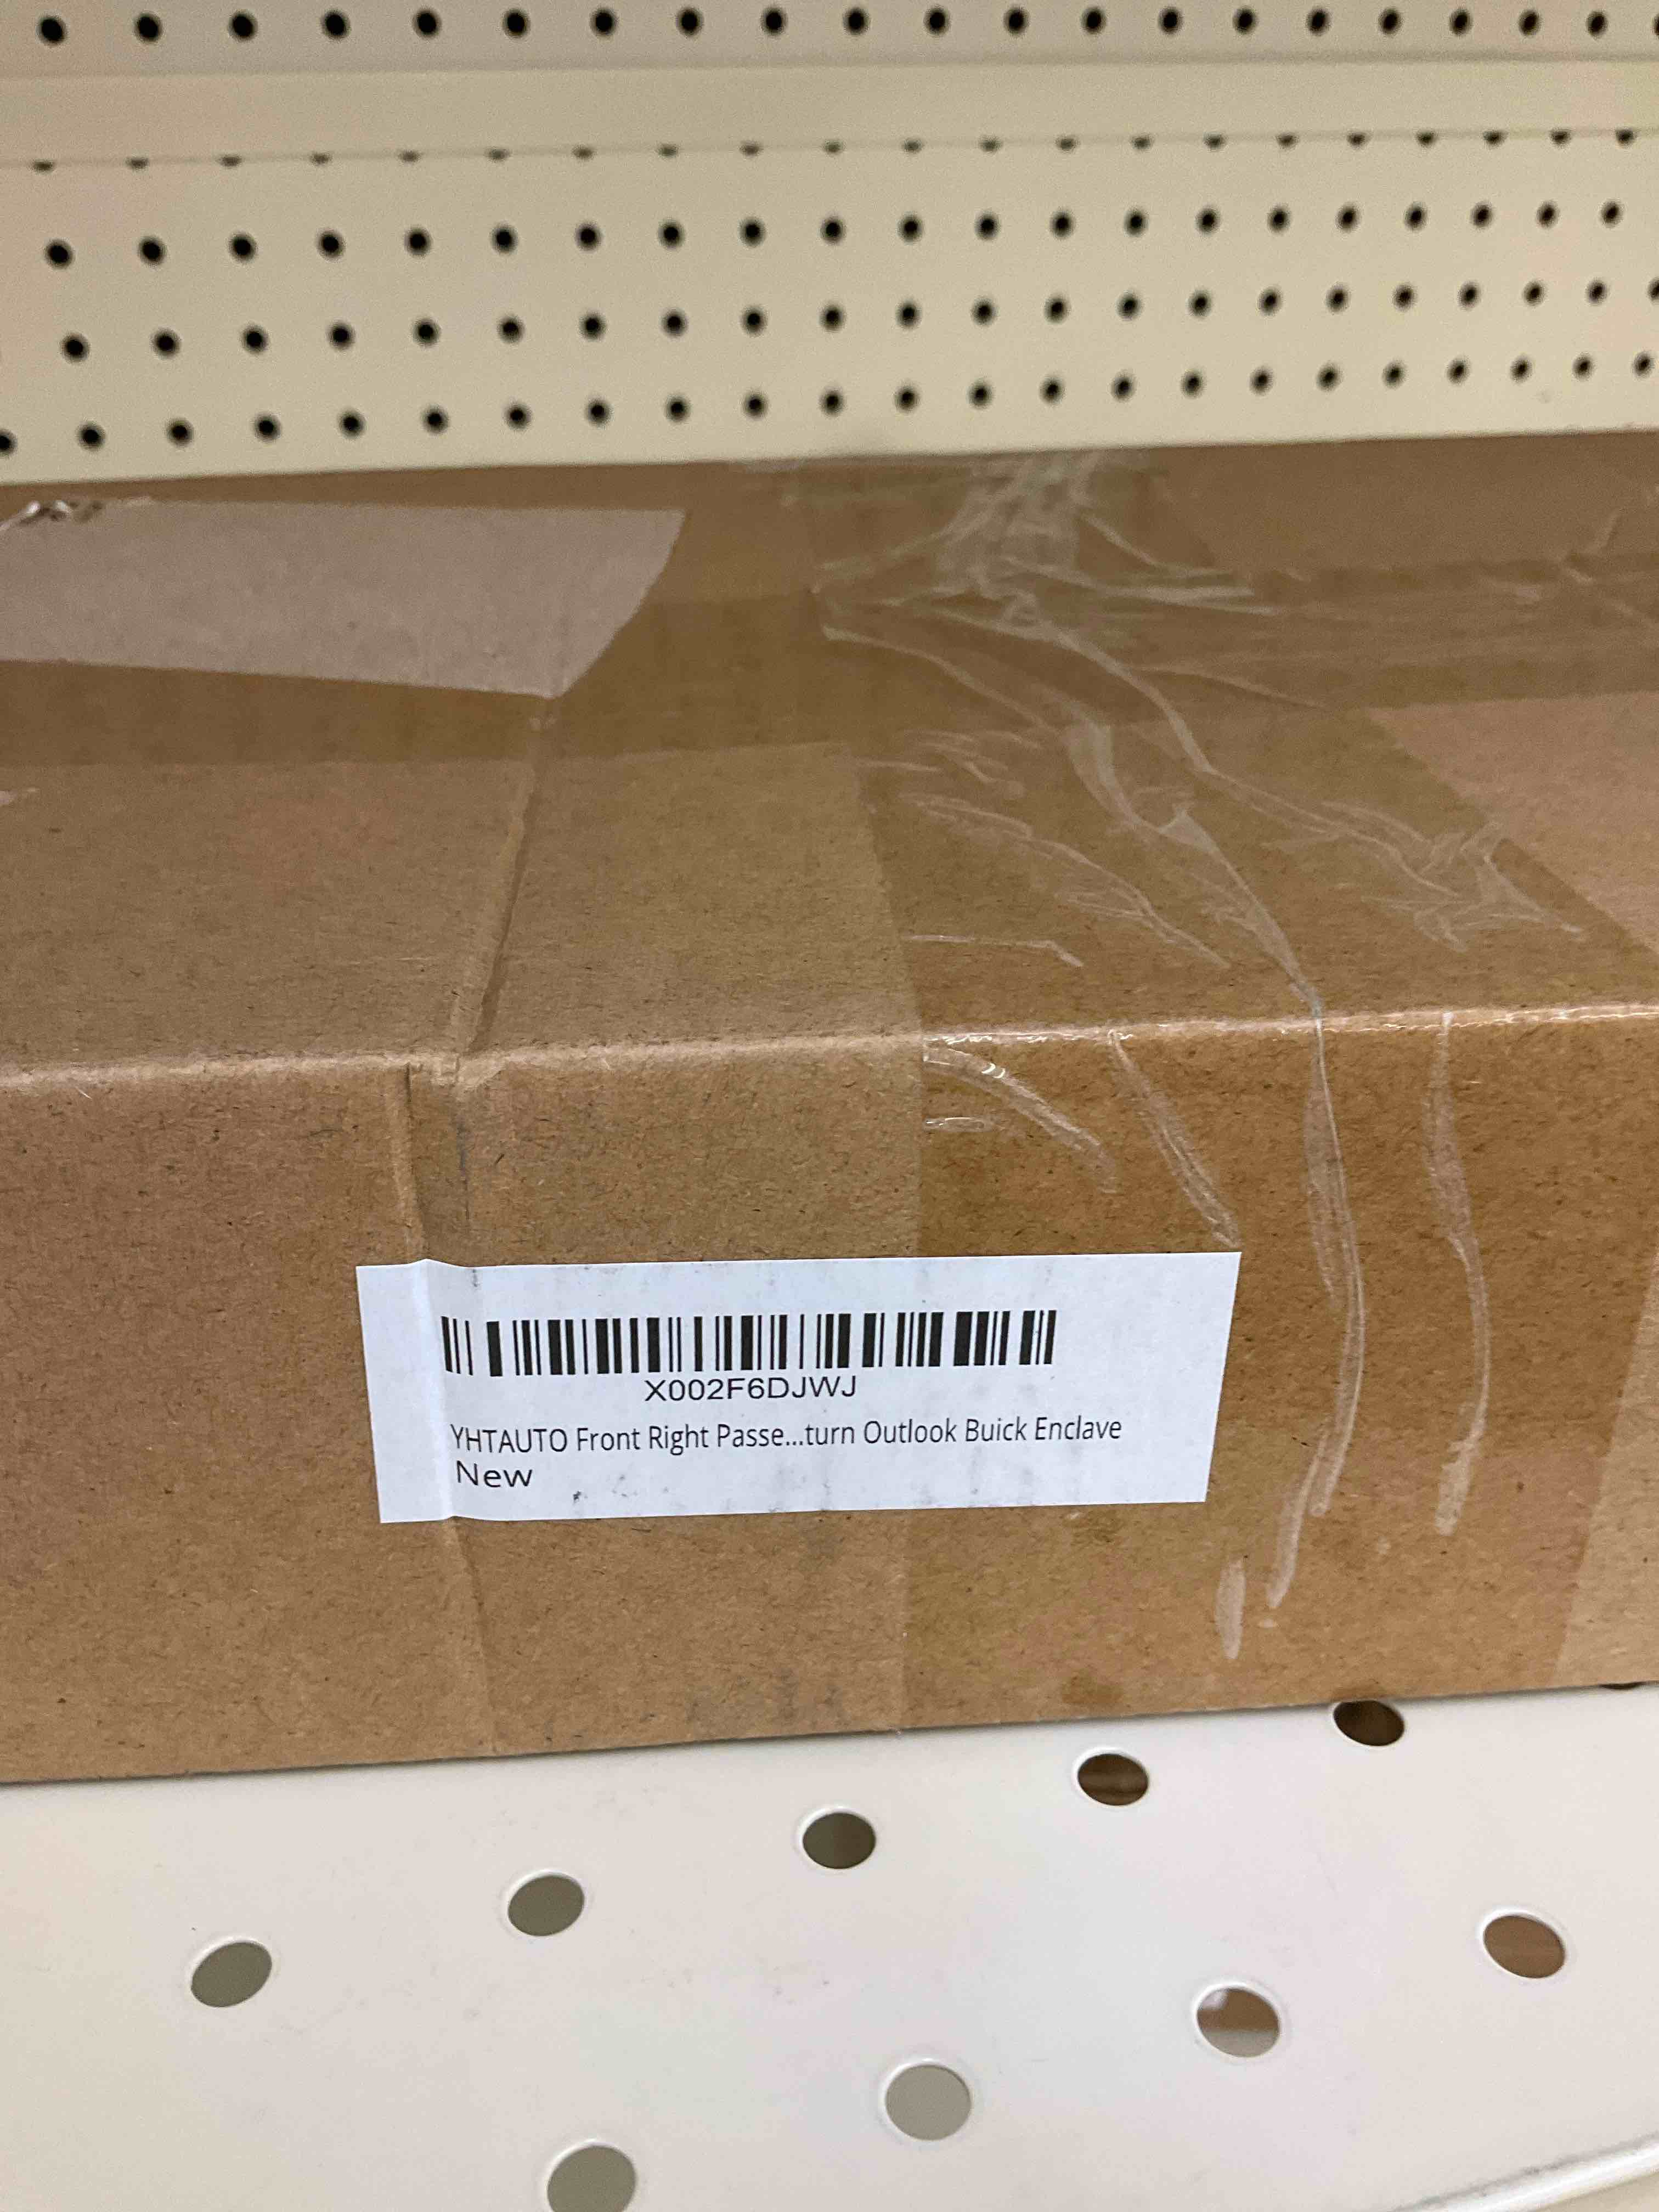 X002F6DJWJ
YHTAUTO Front Right Passe...turn Outlook Buick Enclave
New